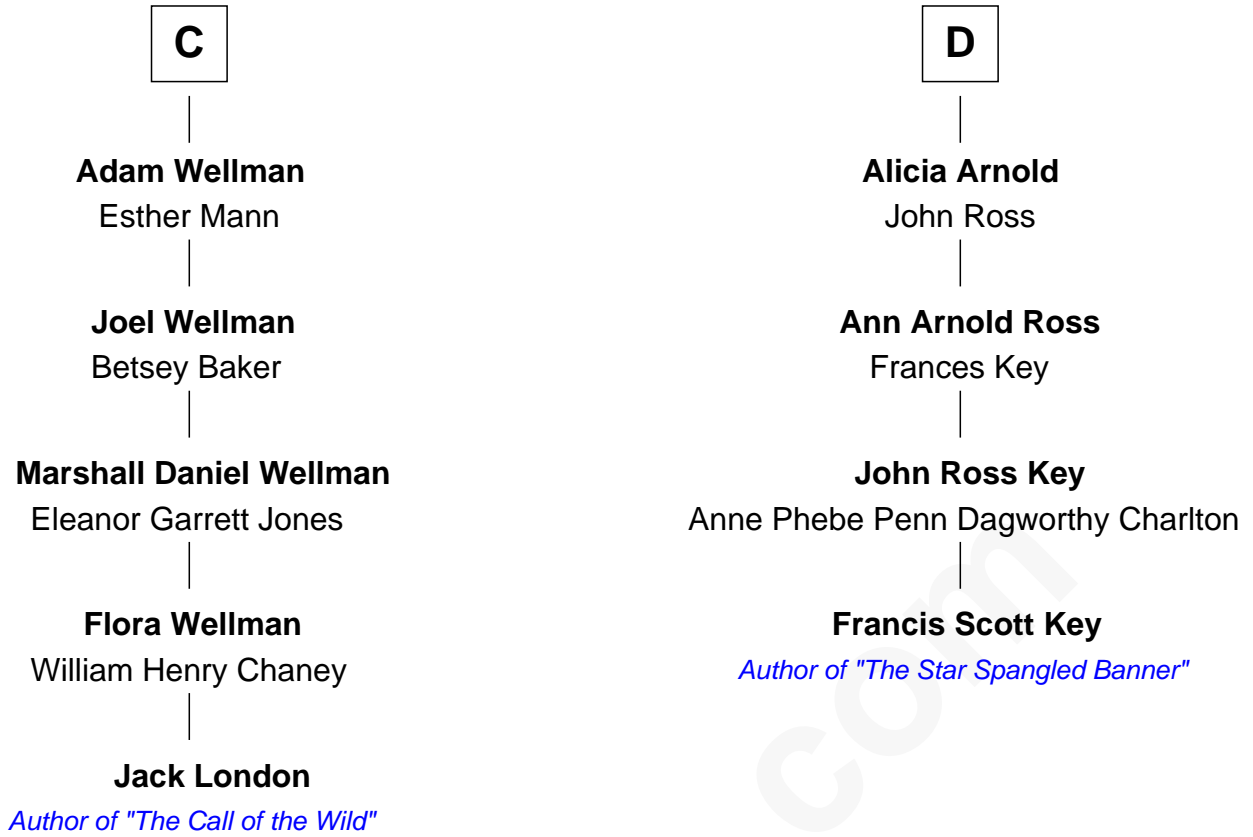 C
Adam Wellman
Esther Mann
Joel Wellman
Betsey Baker
Marshall Daniel Wellman
Eleanor Garrett Jones
Flora Wellman
William Henry Chaney
Jack London
Author of "The Call of the Wild"
D
Alicia Arnold
John Ross
Ann Arnold Ross
Frances Key
John Ross Key
Anne Phebe Penn Dagworthy Charlton
Francis Scott Key
Author of "The Star Spangled Banner"
com